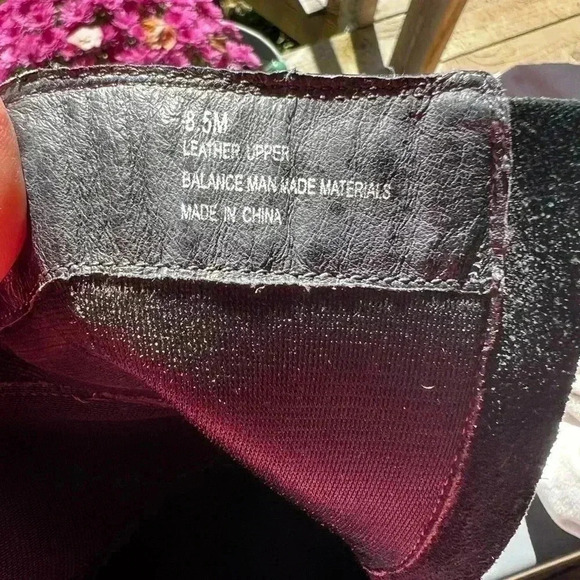 8.5M
LEATHER UPPER
BALANCE MAN MADE MATERIALS
MADE IN CHINA